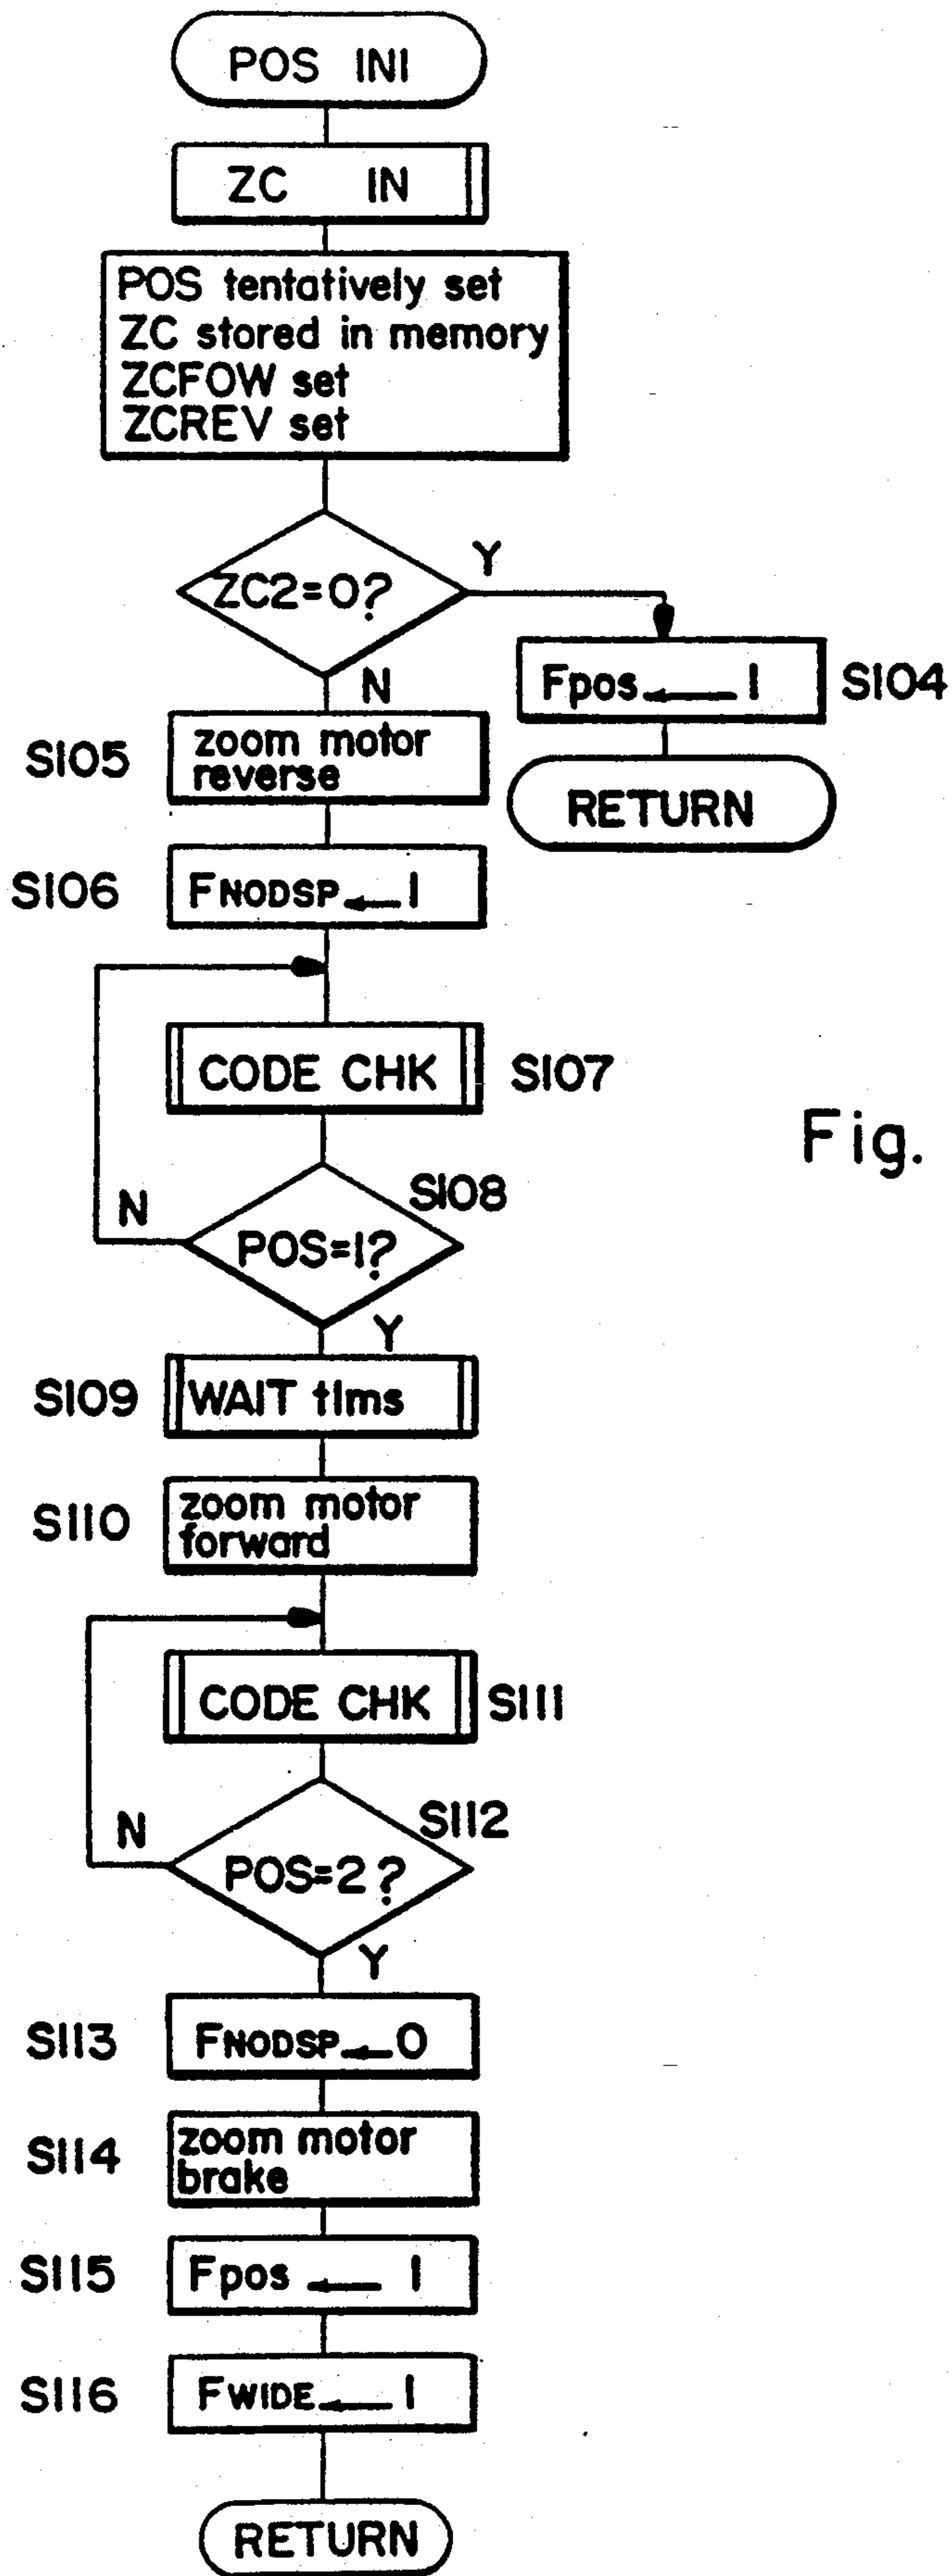 POS INI
ZC IN
POS tentatively set
ZC stored in memory
ZCFOW set
ZCREV set
ZC2=0?
Y
N
Fpos ← 1
S104
RETURN
S105
zoom motor
reverse
S106
FNODSP ← 1
CODE CHK
S107
Fig.
S108
N
POS=1?
Y
S109
WAIT t1ms
S110
zoom motor
forward
CODE CHK
S111
S112
N
POS=2?
Y
S113
FNODSP ← 0
S114
zoom motor
brake
S115
Fpos ← 1
S116
FWIDE ← 1
RETURN